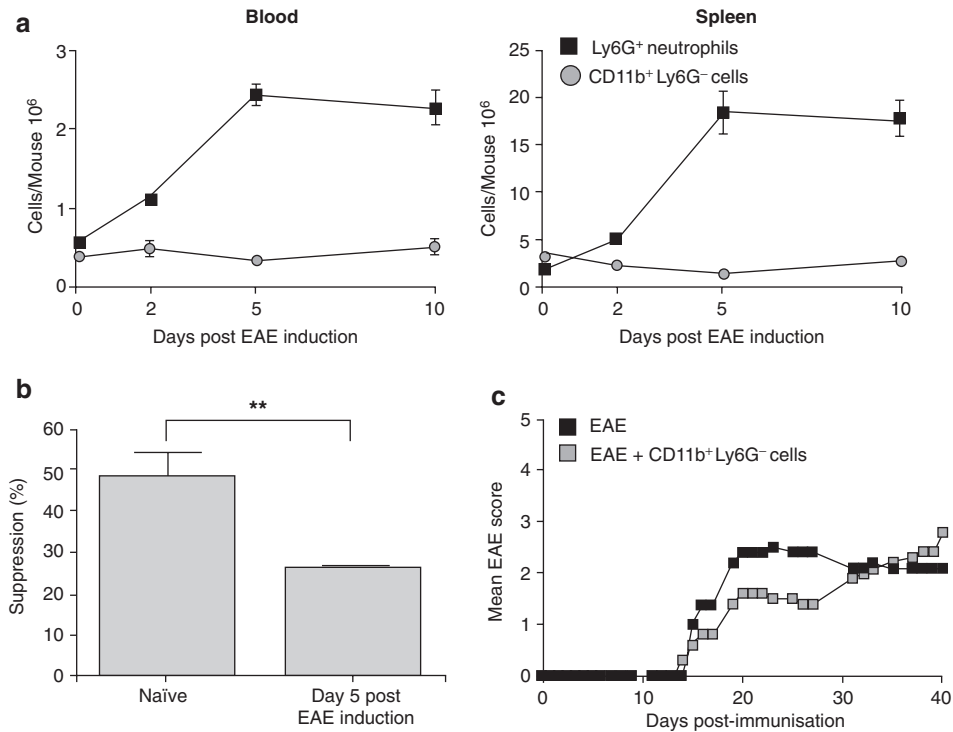 a
Blood
Cells/Mouse 10⁶
3
2
1
0
0 2 5 10
Days post EAE induction
Spleen
Ly6G⁺ neutrophils
CD11b⁺ Ly6G⁻ cells
Cells/Mouse 10⁶
25
20
15
10
5
0
0 2 5 10
Days post EAE induction
b
**
Suppression (%)
60
50
40
30
20
10
0
Naïve
Day 5 post
EAE induction
c
EAE
EAE + CD11b⁺ Ly6G⁻ cells
Mean EAE score
5
4
3
2
1
0
0 10 20 30 40
Days post-immunisation